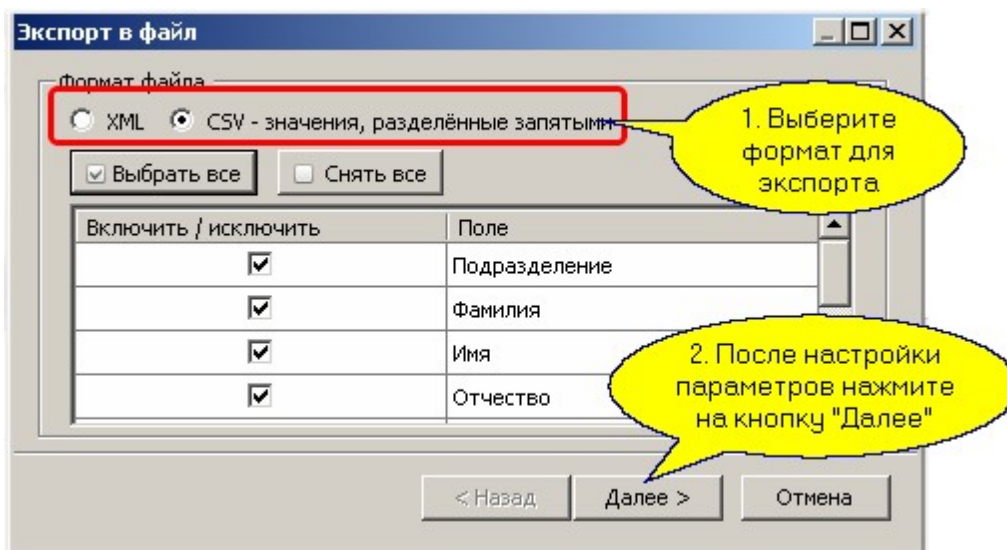 Экспорт в файл
Формат файла
XML CSV - значения, разделённые запятыми
1. Выберите
формат для
экспорта
Выбрать все Снять все
Включить / исключить Поле
Подразделение
Фамилия
Имя
Отчество
2. После настройки
параметров нажмите
на кнопку "Далее"
< Назад Далее > Отмена